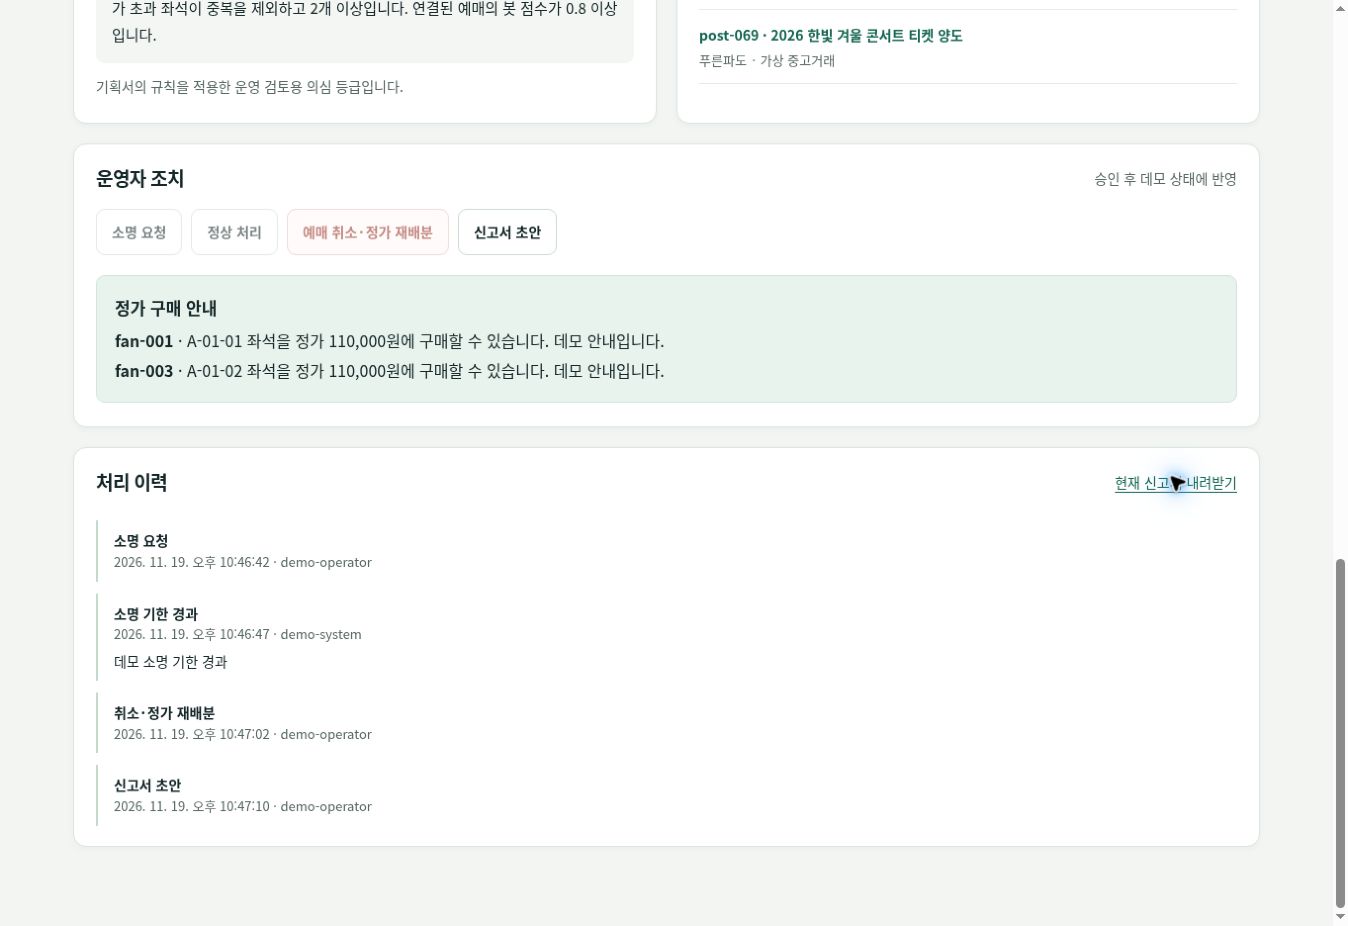 가 초과 좌석이 중복을 제외하고 2개 이상입니다. 연결된 예매의 봇 점수가 0.8 이상
입니다.
기획서의 규칙을 적용한 운영 검토용 의심 등급입니다.
post-069 · 2026 한빛 겨울 콘서트 티켓 양도
푸른파도 · 가상 중고거래
운영자 조치
승인 후 데모 상태에 반영
소명 요청
정상 처리
예매 취소·정가 재배분
신고서 초안
정가 구매 안내
fan-001 · A-01-01 좌석을 정가 110,000원에 구매할 수 있습니다. 데모 안내입니다.
fan-003 · A-01-02 좌석을 정가 110,000원에 구매할 수 있습니다. 데모 안내입니다.
처리 이력
현재 신고 내려받기
소명 요청
2026. 11. 19. 오후 10:46:42 · demo-operator
소명 기한 경과
2026. 11. 19. 오후 10:46:47 · demo-system
데모 소명 기한 경과
취소·정가 재배분
2026. 11. 19. 오후 10:47:02 · demo-operator
신고서 초안
2026. 11. 19. 오후 10:47:10 · demo-operator